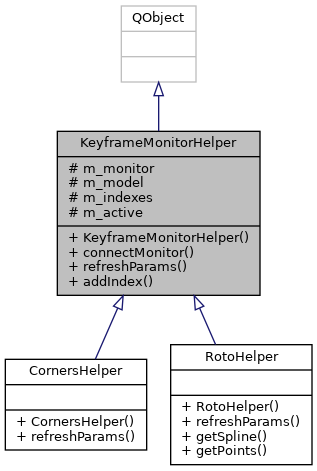 QObject
KeyframeMonitorHelper
# m_monitor
# m_model
# m_indexes
# m_active
+ KeyframeMonitorHelper()
+ connectMonitor()
+ refreshParams()
+ addIndex()
CornersHelper
+ CornersHelper()
+ refreshParams()
RotoHelper
+ RotoHelper()
+ refreshParams()
+ getSpline()
+ getPoints()